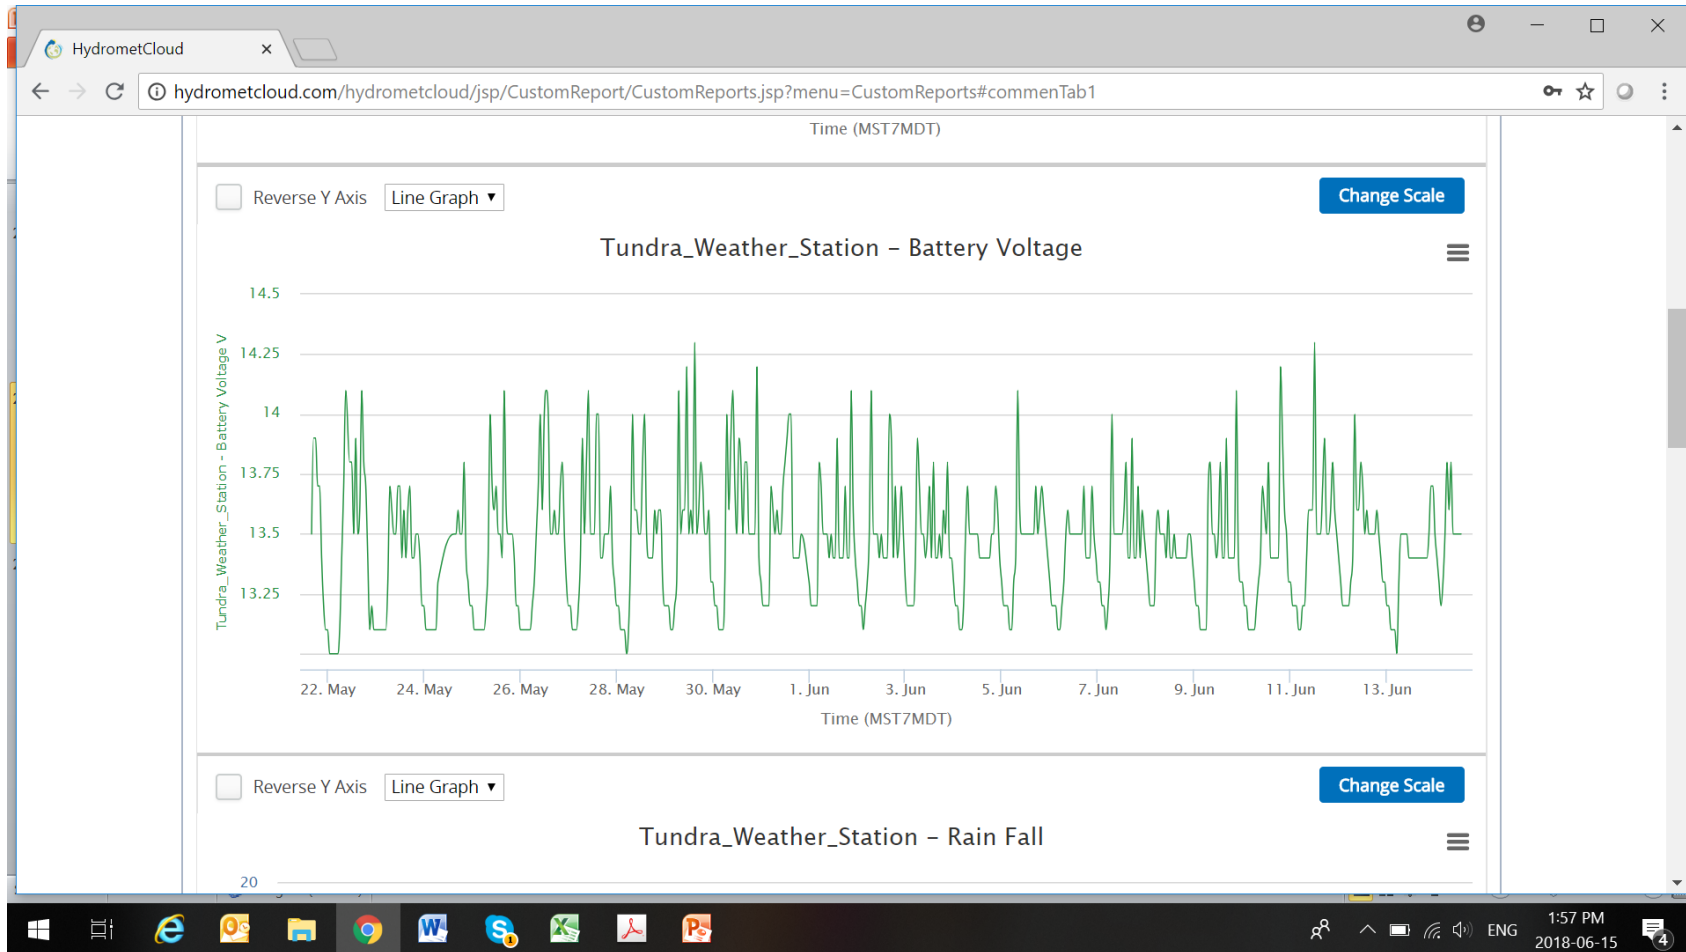 HydrometCloud
hydrometcloud.com/hydrometcloud/jsp/CustomReport/CustomReports.jsp?menu=CustomReports#commenTab1
Time (MST7MDT)
Reverse Y Axis Line Graph ▼ Change Scale
Tundra_Weather_Station – Battery Voltage
Tundra_Weather_Station - Battery Voltage V
14.5
14.25
14
13.75
13.5
13.25
22. May 24. May 26. May 28. May 30. May 1. Jun 3. Jun 5. Jun 7. Jun 9. Jun 11. Jun 13. Jun
Time (MST7MDT)
Reverse Y Axis Line Graph ▼ Change Scale
Tundra_Weather_Station – Rain Fall
20
ENG
1:57 PM
2018-06-15
4